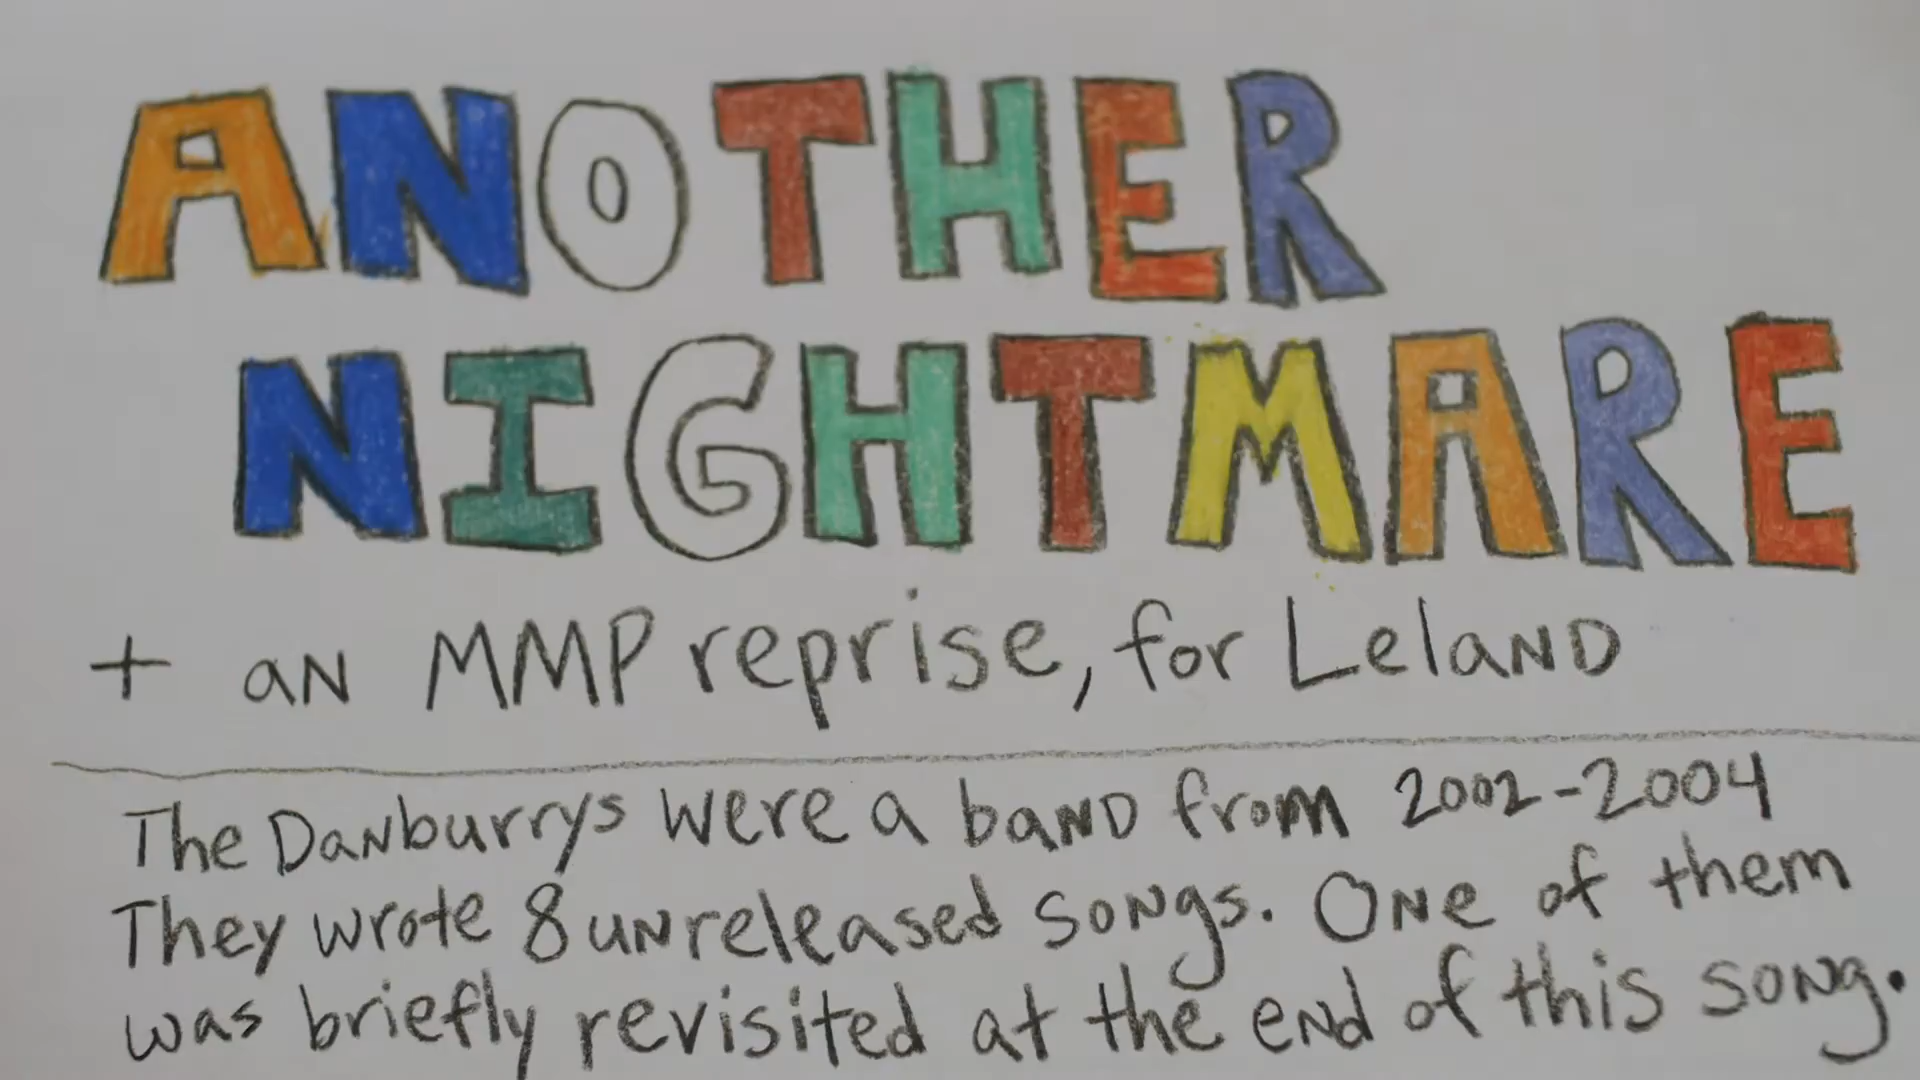 ANOTHER
NIGHTMARE
+ aN MMP reprise, for LelaND
The DaNburrys were a baND from 2002-2004
They wrote 8 uNreleased soNgs. ONe of them
was briefly revisited at the eNd of this soNg.